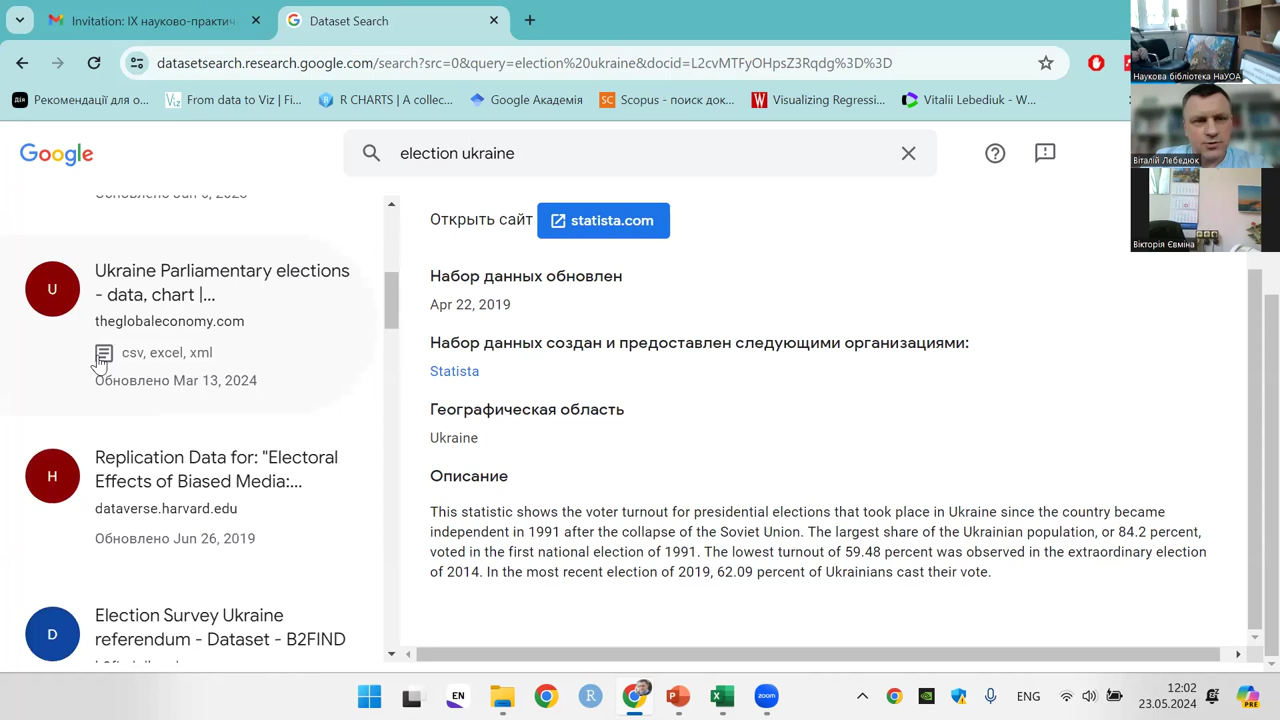 Invitation: IX науково-практич
Dataset Search
datasetsearch.research.google.com/search?src=0&query=election%20ukraine&docid=L2cvMTFyOHpsZ3Rqdg%3D%3D
Рекомендації для о...
From data to Viz | Fi...
R CHARTS | A collec...
Google Академія
Scopus - поиск док...
Visualizing Regressi...
Vitalii Lebediuk - W...
Наукова бібліотека НаУОА
Віталій Лебедюк
Вікторія Євміна
Google
election ukraine
Обновлено Jun 6, 2023
U
Ukraine Parliamentary elections
- data, chart |...
theglobaleconomy.com
csv, excel, xml
Обновлено Mar 13, 2024
H
Replication Data for: "Electoral
Effects of Biased Media:...
dataverse.harvard.edu
Обновлено Jun 26, 2019
D
Election Survey Ukraine
referendum - Dataset - B2FIND
Открыть сайт statista.com
Набор данных обновлен
Apr 22, 2019
Набор данных создан и предоставлен следующими организациями:
Statista
Географическая область
Ukraine
Описание
This statistic shows the voter turnout for presidential elections that took place in Ukraine since the country became
independent in 1991 after the collapse of the Soviet Union. The largest share of the Ukrainian population, or 84.2 percent,
voted in the first national election of 1991. The lowest turnout of 59.48 percent was observed in the extraordinary election
of 2014. In the most recent election of 2019, 62.09 percent of Ukrainians cast their vote.
EN
R
zoom
ENG
12:02
23.05.2024
PRE